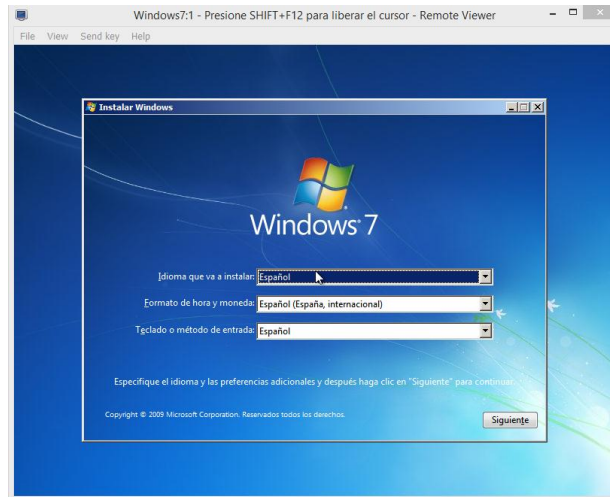 Windows7:1 - Presione SHIFT+F12 para liberar el cursor - Remote Viewer
File View Send key Help
Instalar Windows
Windows 7
Idioma que va a instalar: Español
Formato de hora y moneda: Español (España, internacional)
Teclado o método de entrada: Español
Especifique el idioma y las preferencias adicionales y después haga clic en "Siguiente" para continuar.
Copyright © 2009 Microsoft Corporation. Reservados todos los derechos.
Siguiente